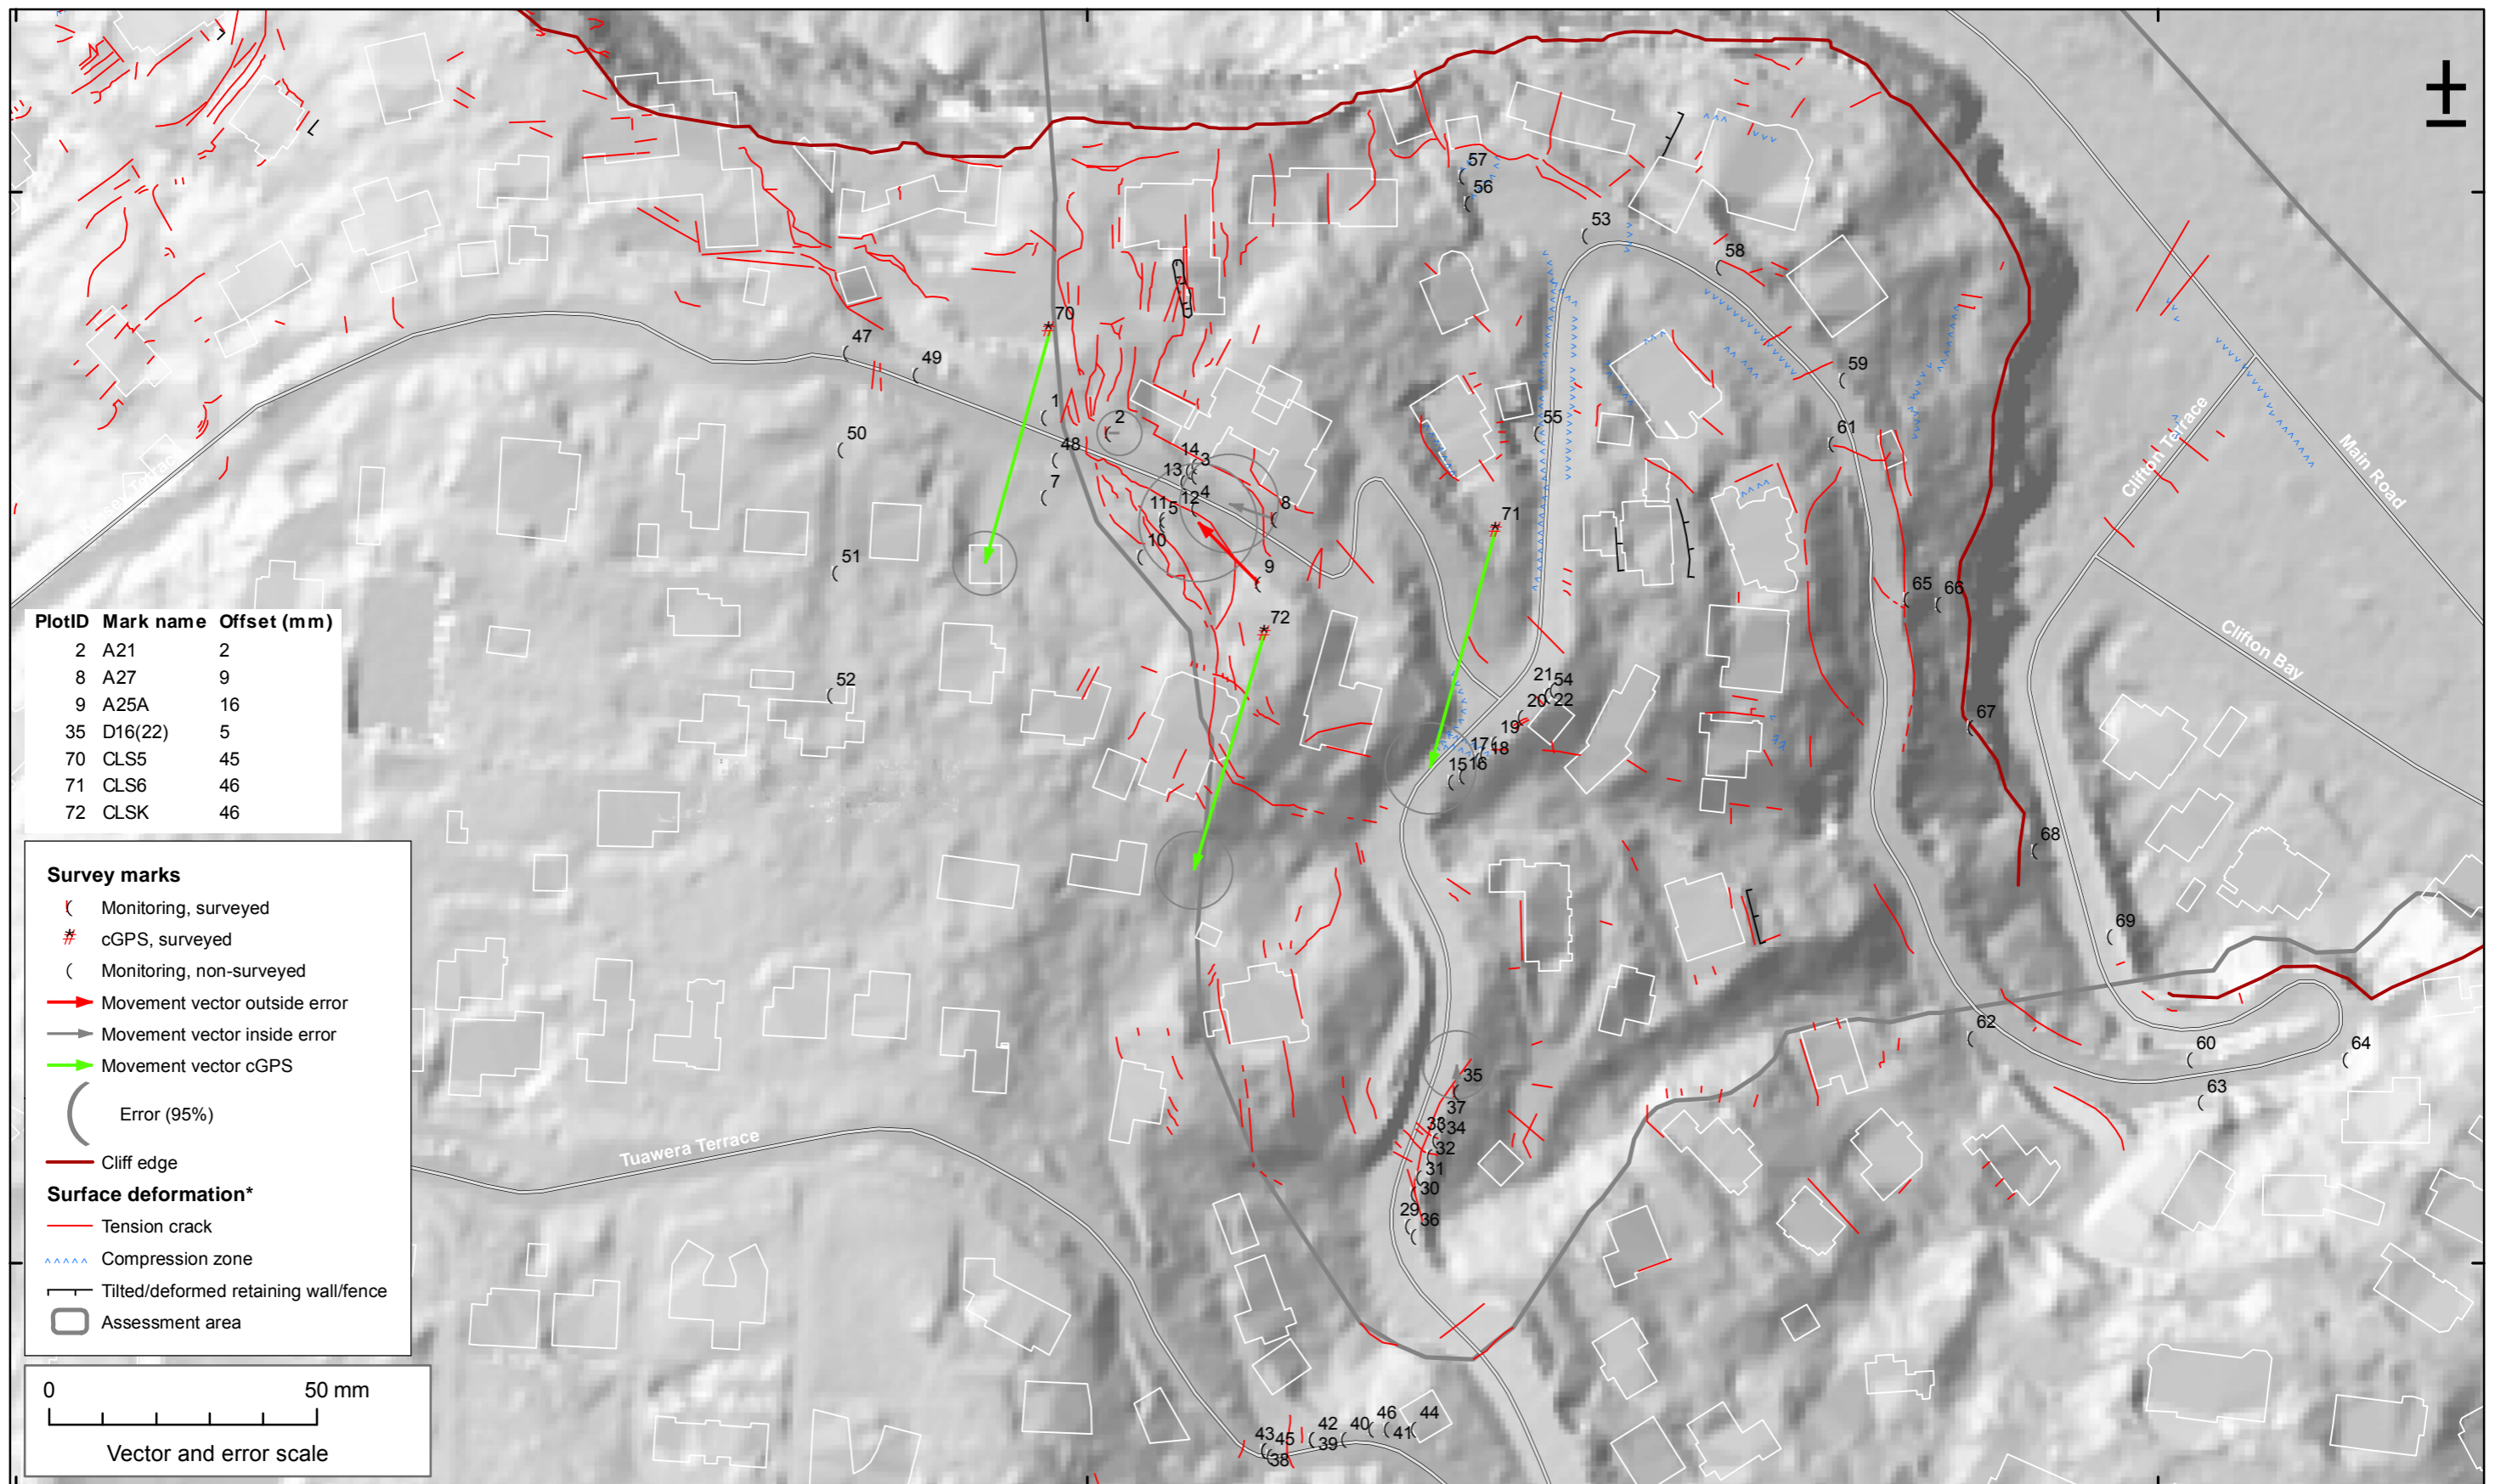 57
56
53
58
70
47
49
59
1
2
50
48
14
3
13
55
61
7
12
4
11
5
8
71
10
51
9
72
65
66
52
21
54
20
22
67
19
17
18
15
16
68
69
62
60
64
35
63
37
33
34
32
31
30
29
36
46
44
42
40
41
43
45
39
38
Main Road
Clifton Terrace
Clifton Bay
Tuawera Terrace
PlotID Mark name Offset (mm)
2 A21 2
8 A27 9
9 A25A 16
35 D16(22) 5
70 CLS5 45
71 CLS6 46
72 CLSK 46
Survey marks
Monitoring, surveyed
cGPS, surveyed
Monitoring, non-surveyed
Movement vector outside error
Movement vector inside error
Movement vector cGPS
Error (95%)
Cliff edge
Surface deformation*
Tension crack
Compression zone
Tilted/deformed retaining wall/fence
Assessment area
0 50 mm
Vector and error scale